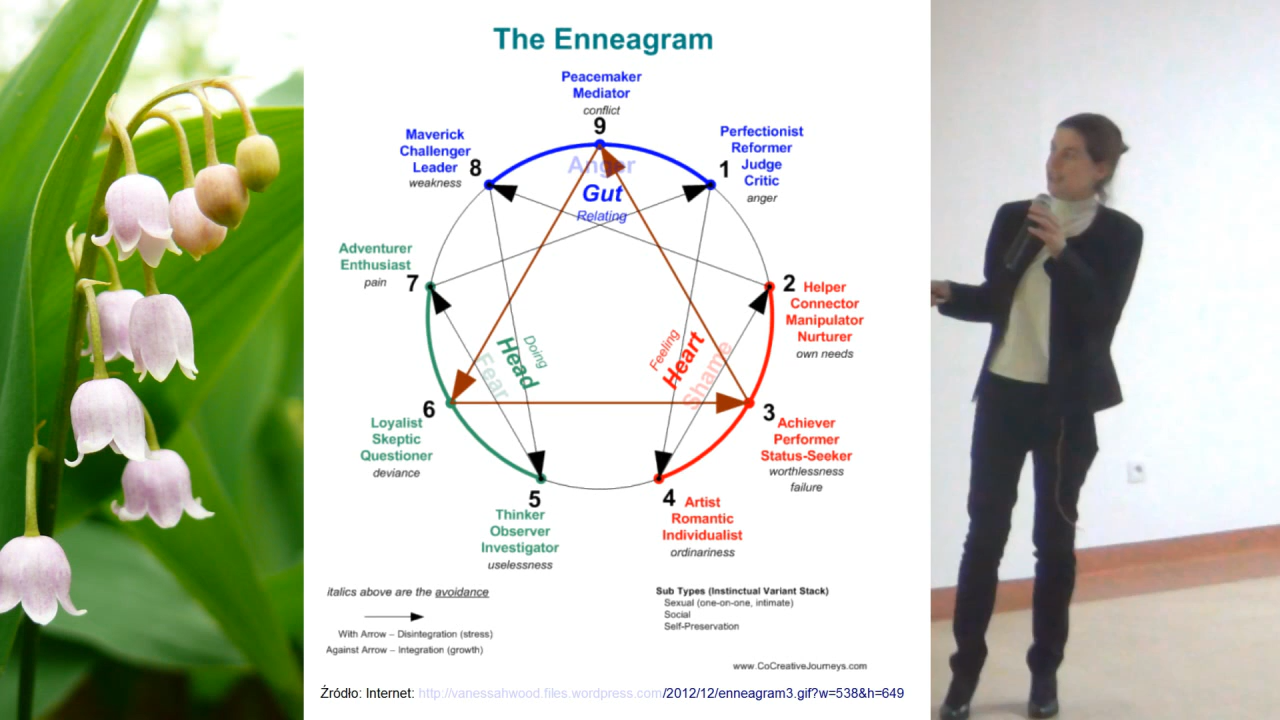 The Enneagram
Peacemaker
Mediator
conflict
9
Maverick
Challenger
Leader
weakness
8
Perfectionist
Reformer
Judge
Critic
anger
1
Anger
Gut
Relating
Adventurer
Enthusiast
pain
7
2
Helper
Connector
Manipulator
Nurturer
own needs
Doing
Head
Fear
Feeling
Heart
Shame
6
Loyalist
Skeptic
Questioner
deviance
3
Achiever
Performer
Status-Seeker
worthlessness
failure
5
Thinker
Observer
Investigator
uselessness
4
Artist
Romantic
Individualist
ordinariness
italics above are the avoidance
With Arrow – Disintegration (stress)
Against Arrow – Integration (growth)
Sub Types (Instinctual Variant Stack)
Sexual (one-on-one, intimate)
Social
Self-Preservation
www.CoCreativeJourneys.com
Źródło: Internet: http://vanessahwood.files.wordpress.com/2012/12/enneagram3.gif?w=538&h=649